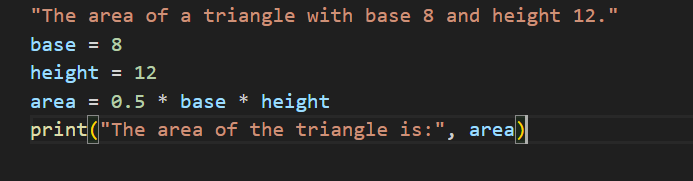 "The area of a triangle with base 8 and height 12."
base = 8
height = 12
area = 0.5 * base * height
print("The area of the triangle is:", area)